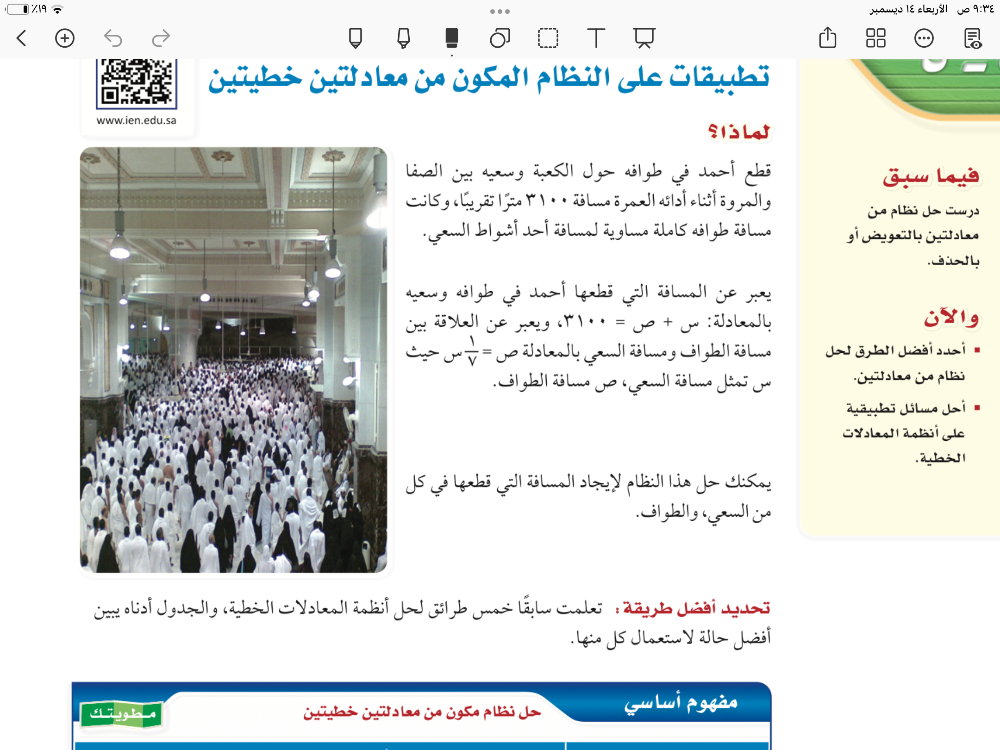 ٩:٣٤ ص الأربعاء ١٤ ديسمبر
٪١٩
تطبيقات على النظام المكون من معادلتين خطيتين
www.ien.edu.sa
لماذا؟
قطع أحمد في طوافه حول الكعبة وسعيه بين الصفا
والمروة أثناء أدائه العمرة مسافة ٣١٠٠ مترًا تقريبًا، وكانت
مسافة طوافه كاملة مساوية لمسافة أحد أشواط السعي.
يعبر عن المسافة التي قطعها أحمد في طوافه وسعيه
بالمعادلة: س + ص = ٣١٠٠، ويعبر عن العلاقة بين
مسافة الطواف ومسافة السعي بالمعادلة ص = ١/٧ س حيث
س تمثل مسافة السعي، ص مسافة الطواف.
يمكنك حل هذا النظام لإيجاد المسافة التي قطعها في كل
من السعي، والطواف.
فيما سبق
درست حل نظام من
معادلتين بالتعويض أو
بالحذف.
والآن
▪ أحدد أفضل الطرق لحل
نظام من معادلتين.
▪ أحل مسائل تطبيقية
على أنظمة المعادلات
الخطية.
تحديد أفضل طريقة: تعلمت سابقًا خمس طرائق لحل أنظمة المعادلات الخطية، والجدول أدناه يبين
أفضل حالة لاستعمال كل منها.
مفهوم أساسي
حل نظام مكون من معادلتين خطيتين
مـطويـتـك